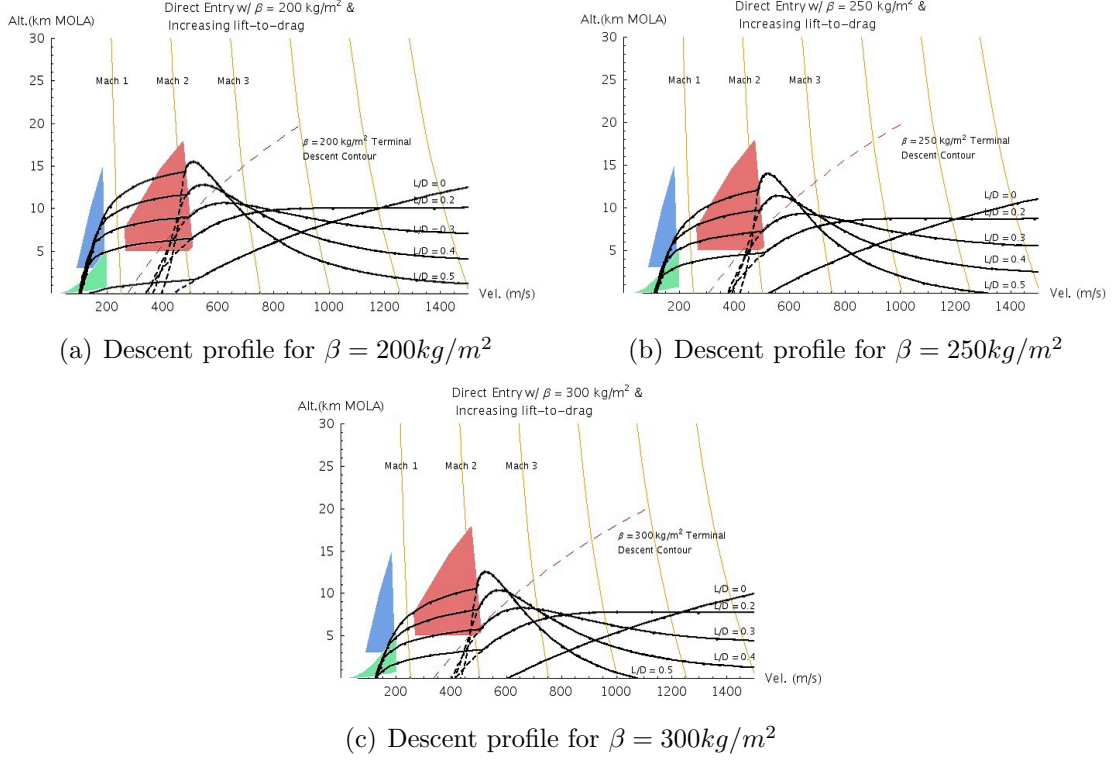 Direct Entry w/ β = 200 kg/m² &
Increasing lift-to-drag
Alt.(km MOLA)
30
25
20
15
10
5
Mach 1
Mach 2
Mach 3
β = 200 kg/m² Terminal
Descent Contour
L/D = 0
L/D = 0.2
L/D = 0.3
L/D = 0.4
L/D = 0.5
200 400 600 800 1000 1200 1400
Vel. (m/s)
(a) Descent profile for β = 200kg/m²
Direct Entry w/ β = 250 kg/m² &
Increasing lift-to-drag
Alt.(km MOLA)
30
25
20
15
10
5
Mach 1
Mach 2
Mach 3
β = 250 kg/m² Terminal
Descent Contour
L/D = 0
L/D = 0.2
L/D = 0.3
L/D = 0.4
L/D = 0.5
200 400 600 800 1000 1200 1400
Vel. (m/s)
(b) Descent profile for β = 250kg/m²
Direct Entry w/ β = 300 kg/m² &
Increasing lift-to-drag
Alt.(km MOLA)
30
25
20
15
10
5
Mach 1
Mach 2
Mach 3
β = 300 kg/m² Terminal
Descent Contour
L/D = 0
L/D = 0.2
L/D = 0.3
L/D = 0.4
L/D = 0.5
200 400 600 800 1000 1200 1400
Vel. (m/s)
(c) Descent profile for β = 300kg/m²